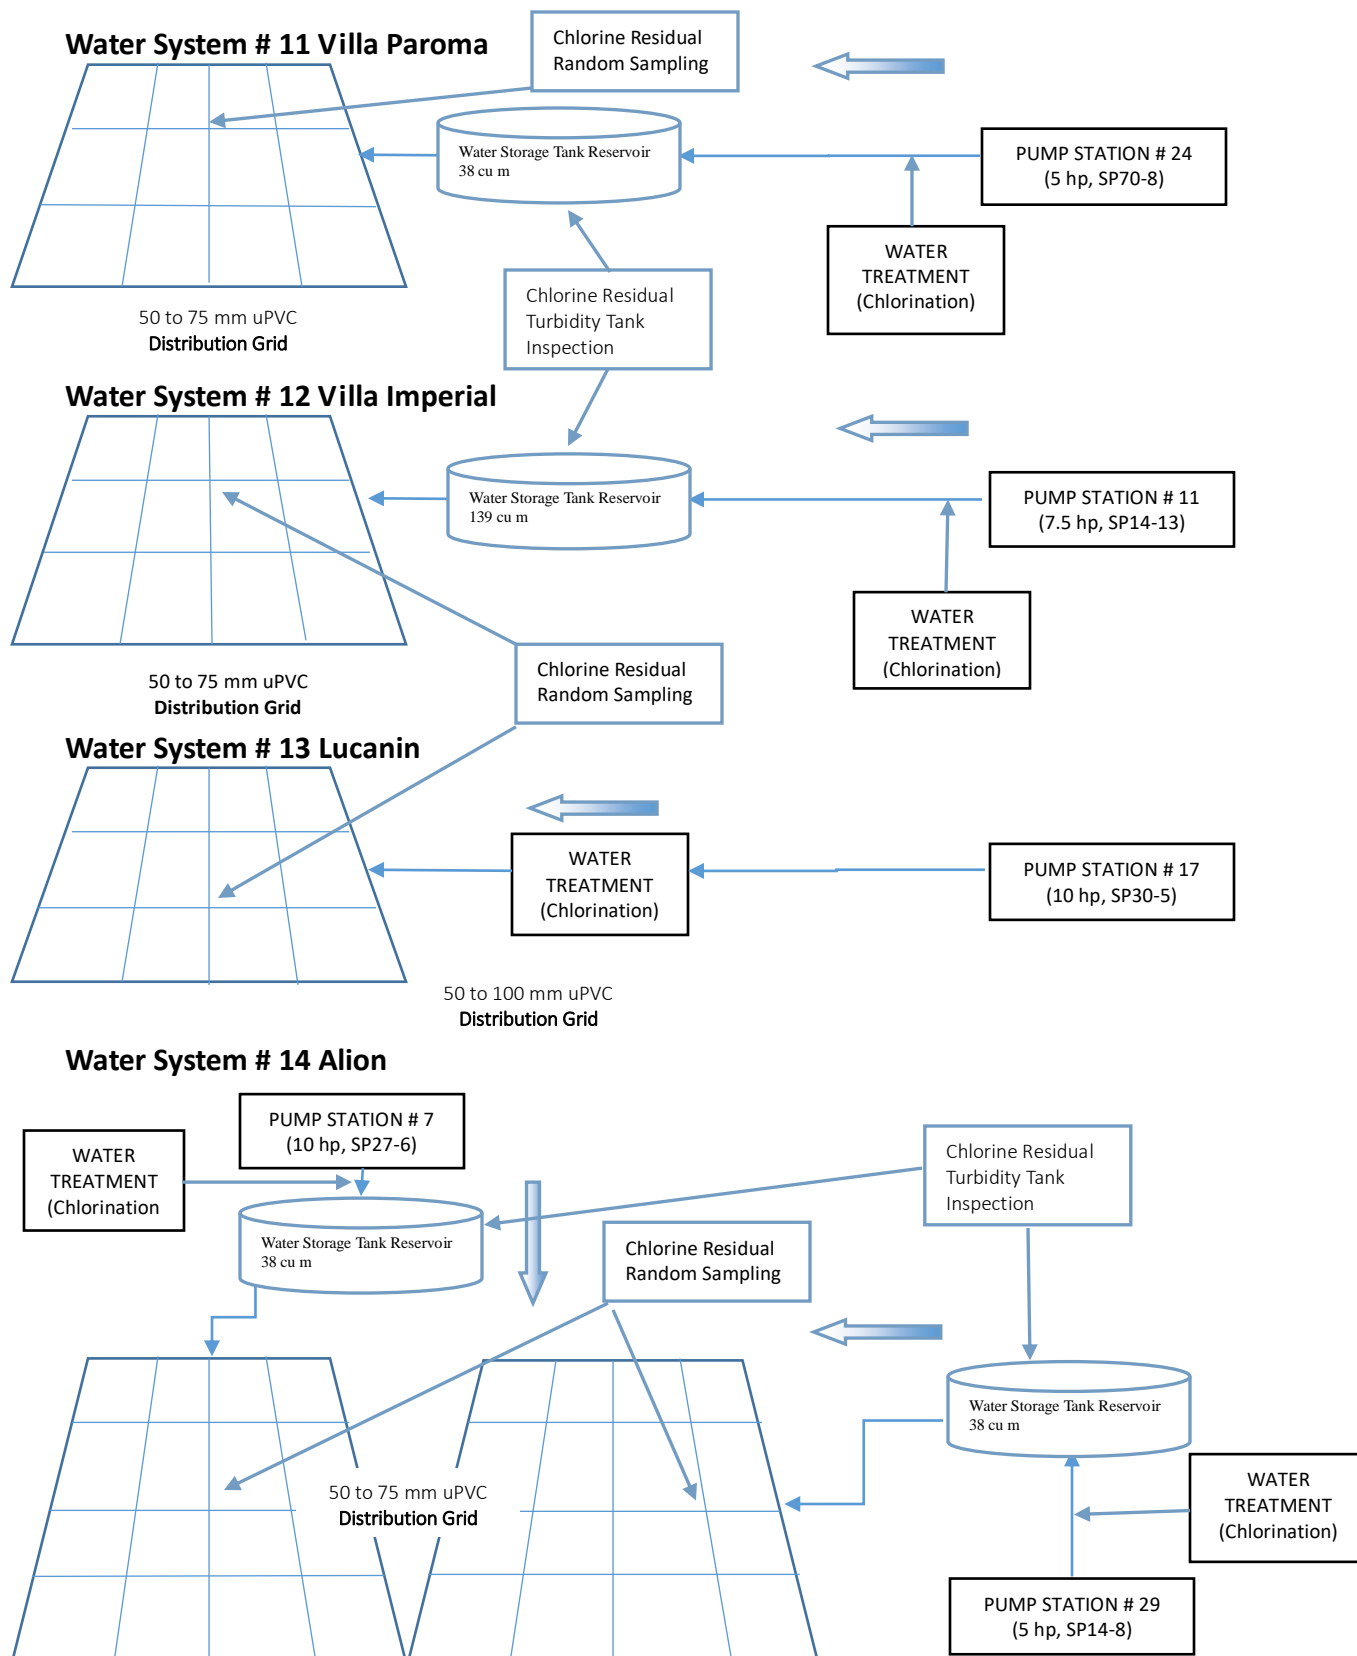 Water System # 11 Villa Paroma
Chlorine Residual
Random Sampling
Water Storage Tank Reservoir
38 cu m
PUMP STATION # 24
(5 hp, SP70-8)
WATER
TREATMENT
(Chlorination)
Chlorine Residual
Turbidity Tank
Inspection
50 to 75 mm uPVC
Distribution Grid
Water System # 12 Villa Imperial
Water Storage Tank Reservoir
139 cu m
PUMP STATION # 11
(7.5 hp, SP14-13)
WATER
TREATMENT
(Chlorination)
Chlorine Residual
Random Sampling
50 to 75 mm uPVC
Distribution Grid
Water System # 13 Lucanin
WATER
TREATMENT
(Chlorination)
PUMP STATION # 17
(10 hp, SP30-5)
50 to 100 mm uPVC
Distribution Grid
Water System # 14 Alion
PUMP STATION # 7
(10 hp, SP27-6)
WATER
TREATMENT
(Chlorination
Chlorine Residual
Turbidity Tank
Inspection
Water Storage Tank Reservoir
38 cu m
Chlorine Residual
Random Sampling
Water Storage Tank Reservoir
38 cu m
50 to 75 mm uPVC
Distribution Grid
WATER
TREATMENT
(Chlorination)
PUMP STATION # 29
(5 hp, SP14-8)